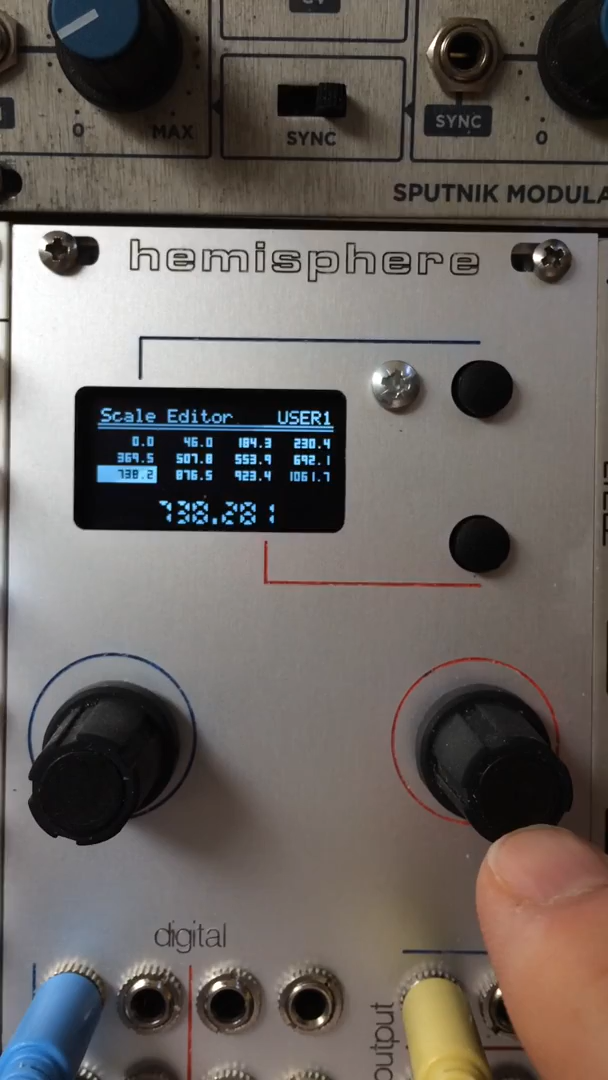 CV
0
MAX
SYNC
SYNC
0
SPUTNIK MODULA
hemisphere
Scale Editor USER1
0.0 46.0 184.3 230.4
369.5 507.8 553.9 692.1
738.2 876.5 923.4 1061.7
738.281
digital
output